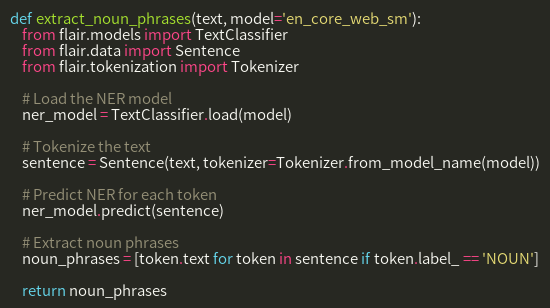 def extract_noun_phrases(text, model='en_core_web_sm'):
    from flair.models import TextClassifier
    from flair.data import Sentence
    from flair.tokenization import Tokenizer

    # Load the NER model
    ner_model = TextClassifier.load(model)

    # Tokenize the text
    sentence = Sentence(text, tokenizer=Tokenizer.from_model_name(model))

    # Predict NER for each token
    ner_model.predict(sentence)

    # Extract noun phrases
    noun_phrases = [token.text for token in sentence if token.label_ == 'NOUN']

    return noun_phrases